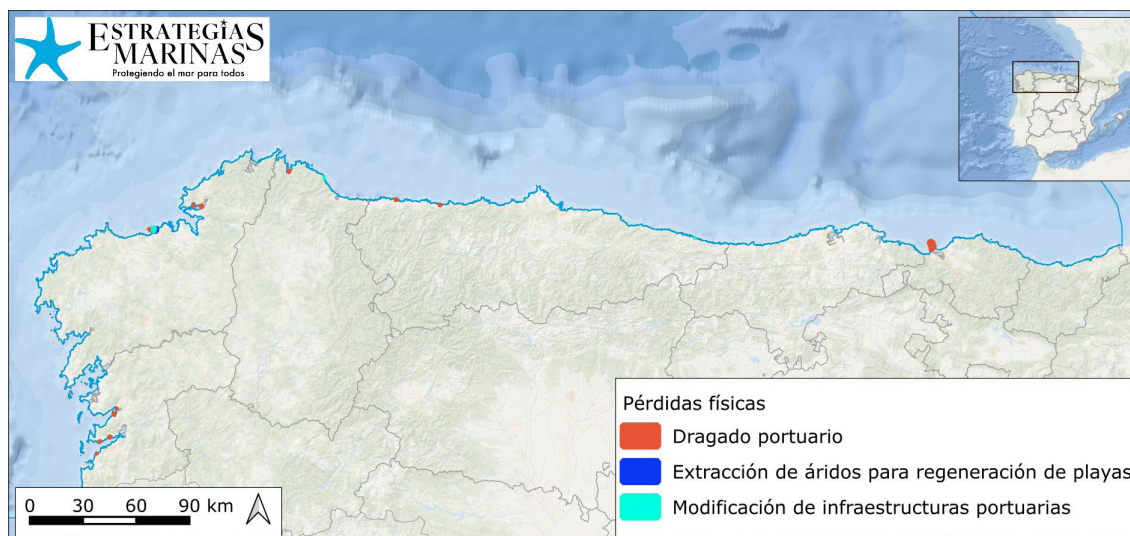 ESTRATEGIAS
MARINAS
Protegiendo el mar para todos
Pérdidas físicas
Dragado portuario
Extracción de áridos para regeneración de playas
Modificación de infraestructuras portuarias
0 30 60 90 km